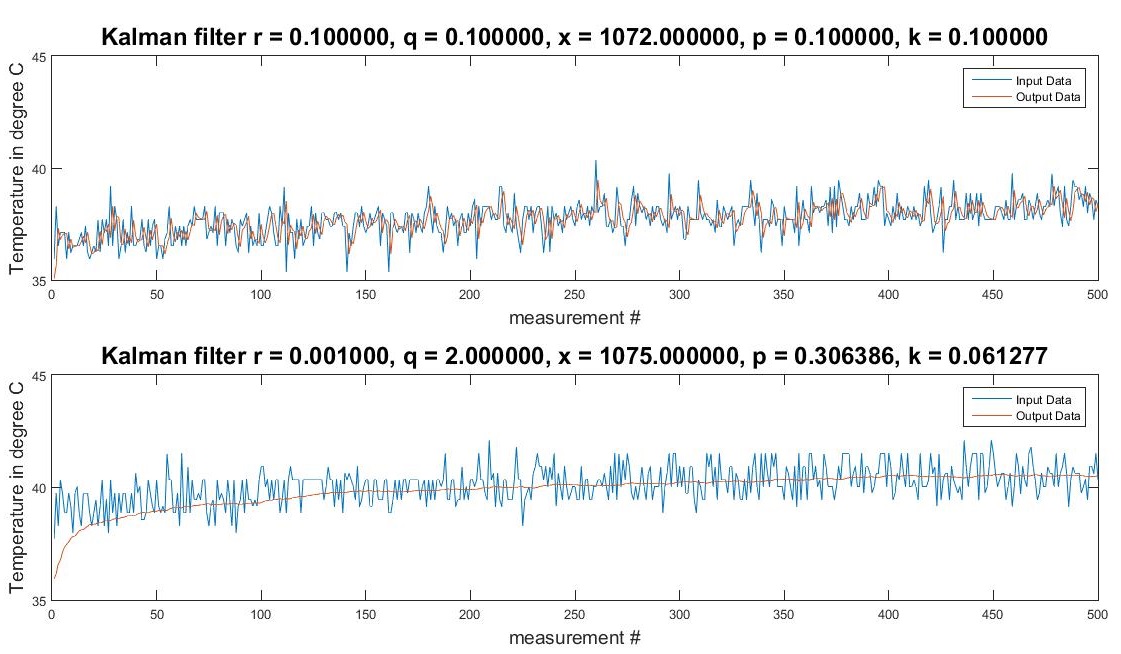 Kalman filter r = 0.100000, q = 0.100000, x = 1072.000000, p = 0.100000, k = 0.100000
Temperature in degree C
45
40
35
Input Data
Output Data
0 50 100 150 200 250 300 350 400 450 500
measurement #
Kalman filter r = 0.001000, q = 2.000000, x = 1075.000000, p = 0.306386, k = 0.061277
Temperature in degree C
45
40
35
Input Data
Output Data
0 50 100 150 200 250 300 350 400 450 500
measurement #